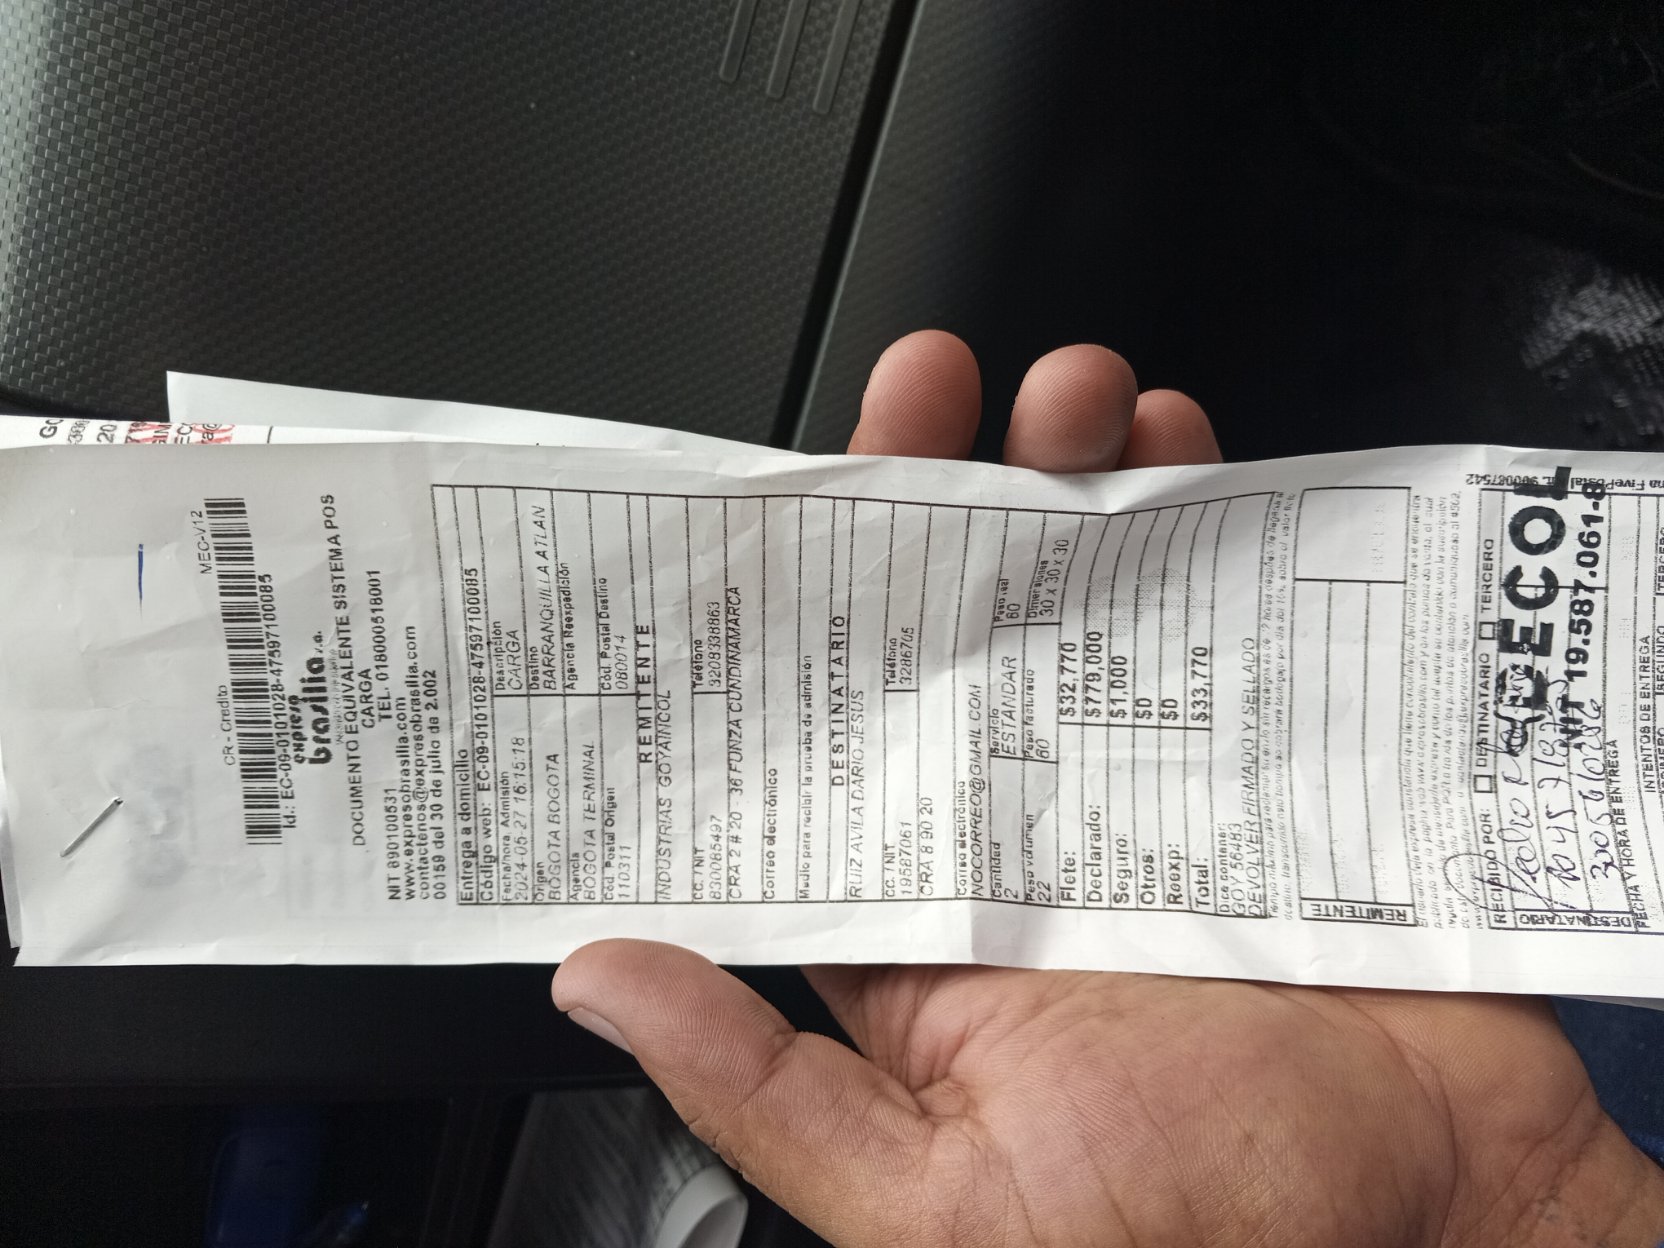 MEC-V12
CR - Crédito
Id.: EC-09-0101028-47597100085
expreso
brasilia s.a.
DOCUMENTO EQUIVALENTE SISTEMA POS
CARGA
TEL. 018000518001
NIT 890100531
www.expresobrasilia.com
contactenos@expresobrasilia.com
00159 del 30 de julio de 2.002
Entrega a domicilio
Código web: EC-09-0101028-47597100085
Fecha/hora Admisión Descripción
2024-05-27 16:15:18 CARGA
Origen Destino
BOGOTA BOGOTA BARRANQUILLA ATLAN
Agencia Agencia Reexpedición
BOGOTA TERMINAL
Cód. Postal Origen Cód. Postal Destino
110311 080014
REMITENTE
INDUSTRIAS GOYAINCOL
CC. / NIT Teléfono
830085497 3208388863
CRA 2 # 20 - 36 FUNZA CUNDINAMARCA
Correo electrónico
Medio para recibir la prueba de admisión
DESTINATARIO
RUIZ AVILA DARIO JESUS
CC. / NIT Teléfono
19587061 3286705
CRA 8 90 20
Correo electrónico
NOCORREO@GMAIL.COM
Cantidad Servicio Peso real
2 ESTANDAR 60
Peso volumen Peso facturado Dimensiones
22 60 30 X 30 X 30
Flete: $32,770
Declarado: $779,000
Seguro: $1,000
Otros: $0
Reexp: $0
Total: $33,770
Dice contener:
GOY 56483
DEVOLVER FIRMADO Y SELLADO
REMITENTE
RECIBIDO POR: DESTINATARIO TERCERO
NIT 19.587.061-8
FECHA Y HORA DE ENTREGA
INTENTOS DE ENTREGA